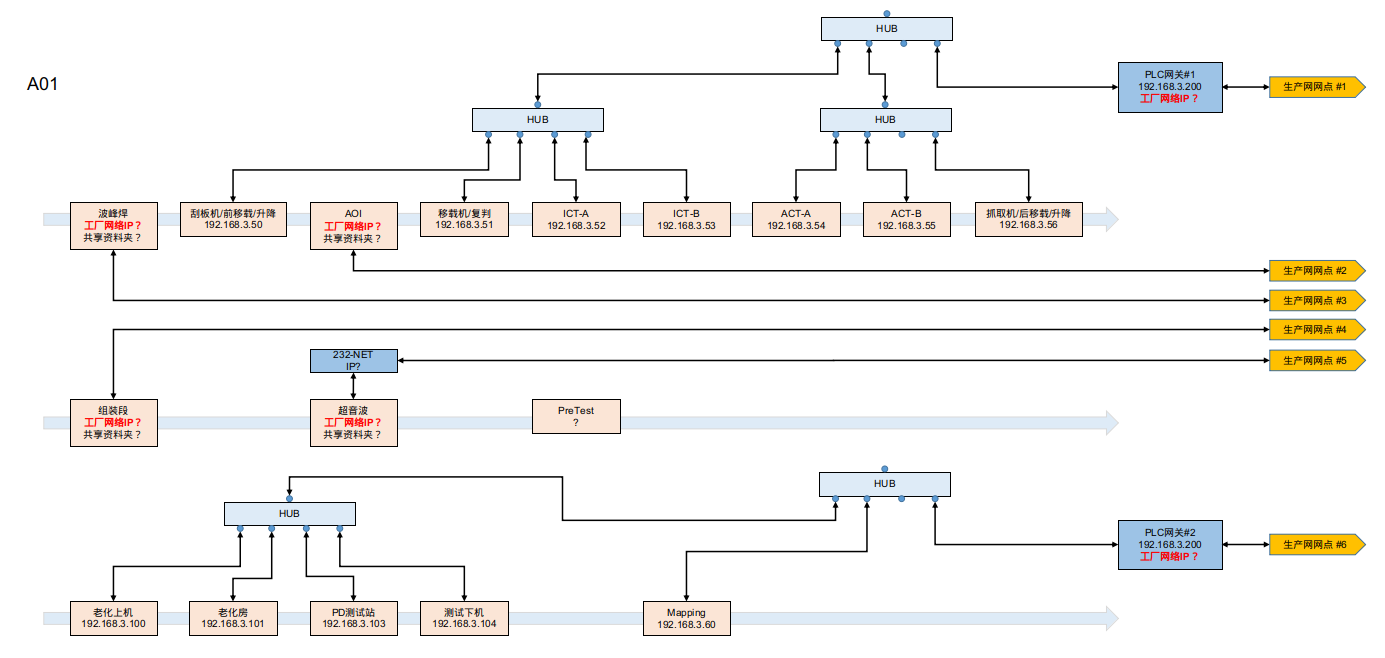 HUB
A01
PLC网关#1
192.168.3.200
工厂网络IP？
生产网网点 #1
HUB
HUB
波峰焊
工厂网络IP？
共享资料夹？
刮板机/前移载/升降
192.168.3.50
AOI
工厂网络IP？
共享资料夹？
移载机/复判
192.168.3.51
ICT-A
192.168.3.52
ICT-B
192.168.3.53
ACT-A
192.168.3.54
ACT-B
192.168.3.55
抓取机/后移载/升降
192.168.3.56
生产网网点 #2
生产网网点 #3
生产网网点 #4
232-NET
IP?
生产网网点 #5
组装段
工厂网络IP？
共享资料夹？
超音波
工厂网络IP？
共享资料夹？
PreTest
？
HUB
HUB
PLC网关#2
192.168.3.200
工厂网络IP？
生产网网点 #6
老化上机
192.168.3.100
老化房
192.168.3.101
PD测试站
192.168.3.103
测试下机
192.168.3.104
Mapping
192.168.3.60